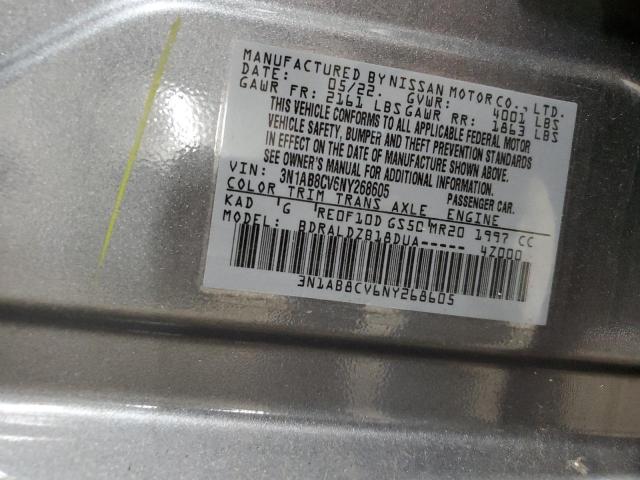 MANUFACTURED BY NISSAN MOTOR CO., LTD.
DATE: 05/22. GVWR: 4001 LBS
GAWR FR: 2161 LBS GAWR RR: 1863 LBS
THIS VEHICLE CONFORMS TO ALL APPLICABLE FEDERAL MOTOR
VEHICLE SAFETY, BUMPER AND THEFT PREVENTION STANDARDS
IN EFFECT ON THE DATE OF MANUFACTURE SHOWN ABOVE.
SEE OWNER'S MANUAL FOR ADDITIONAL INFORMATION.
VIN: 3N1AB8CV6NY268605 PASSENGER CAR.
COLOR TRIM TRANS AXLE ENGINE
KAD G RE0F10D GS50 MR20 1997 CC
MODEL: BDRALDZB18DUA----- 4Z000
3N1AB8CV6NY268605